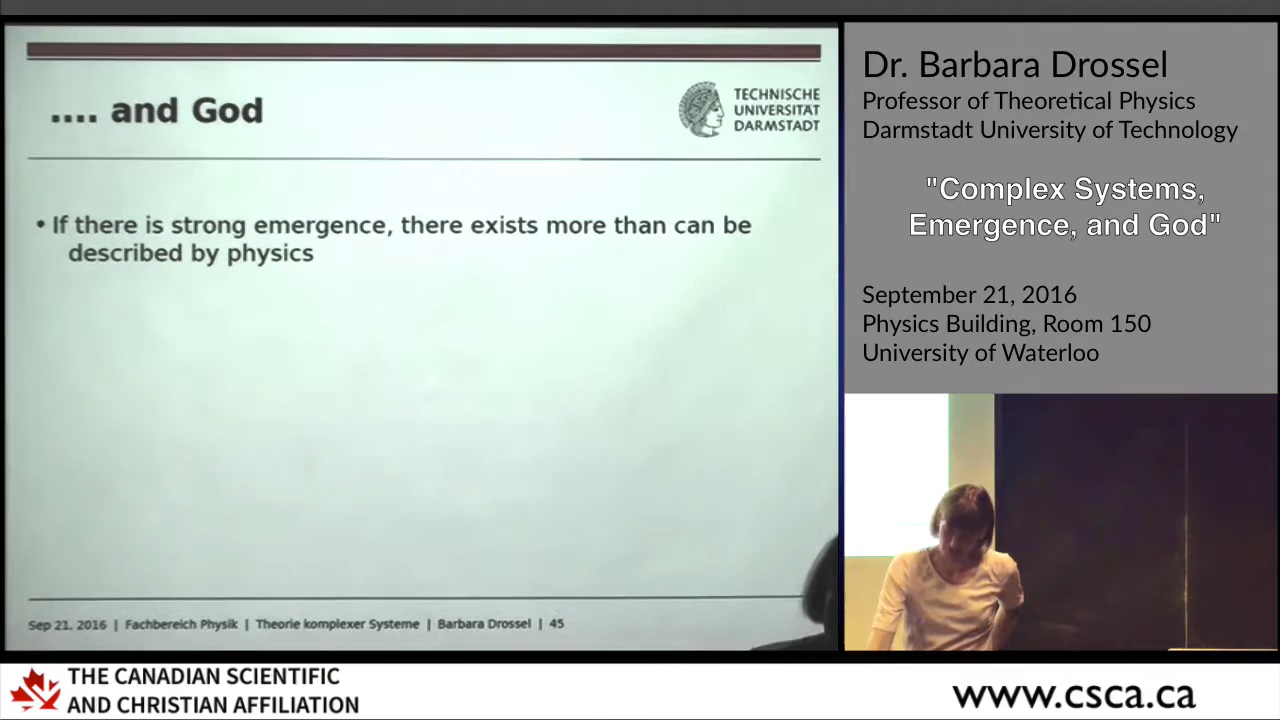 .... and God
TECHNISCHE
UNIVERSITÄT
DARMSTADT
• If there is strong emergence, there exists more than can be
described by physics
Sep 21, 2016 | Fachbereich Physik | Theorie komplexer Systeme | Barbara Drossel | 45
Dr. Barbara Drossel
Professor of Theoretical Physics
Darmstadt University of Technology
"Complex Systems,
Emergence, and God"
September 21, 2016
Physics Building, Room 150
University of Waterloo
THE CANADIAN SCIENTIFIC
AND CHRISTIAN AFFILIATION
www.csca.ca